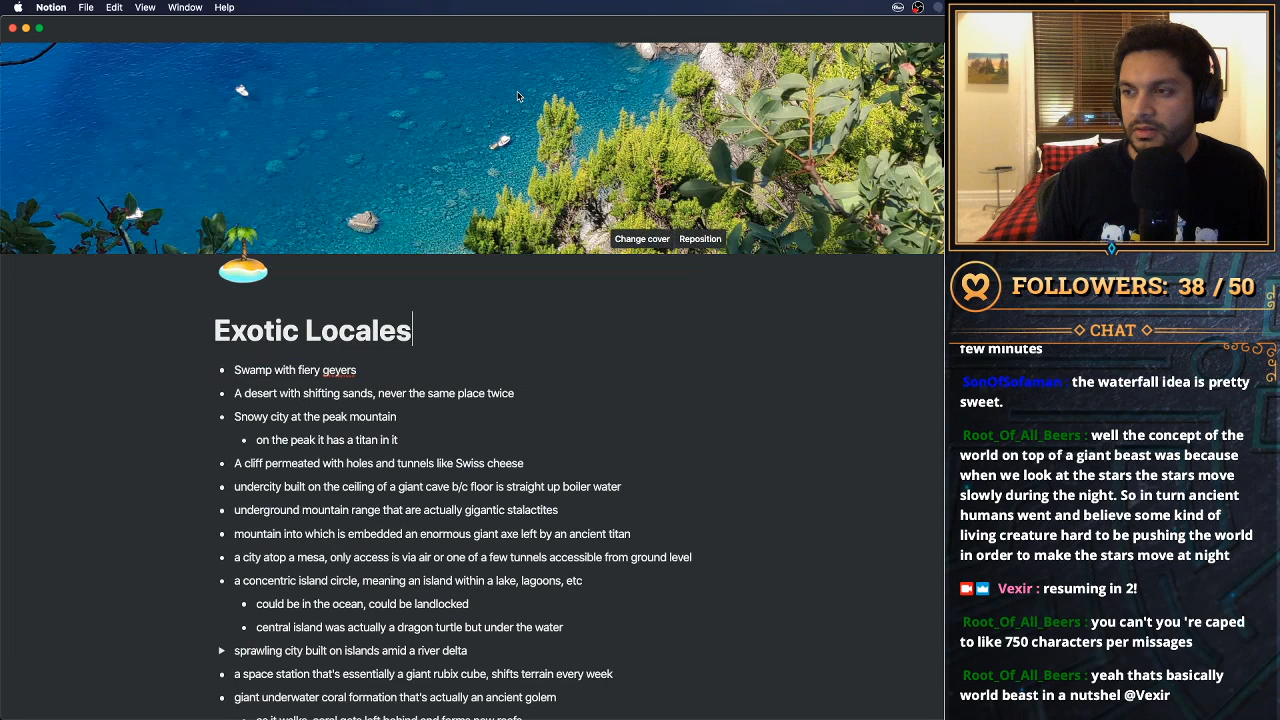 Notion File Edit View Window Help
Change cover Reposition
Exotic Locales
Swamp with fiery geyers
A desert with shifting sands, never the same place twice
Snowy city at the peak mountain
on the peak it has a titan in it
A cliff permeated with holes and tunnels like Swiss cheese
undercity built on the ceiling of a giant cave b/c floor is straight up boiler water
underground mountain range that are actually gigantic stalactites
mountain into which is embedded an enormous giant axe left by an ancient titan
a city atop a mesa, only access is via air or one of a few tunnels accessible from ground level
a concentric island circle, meaning an island within a lake, lagoons, etc
could be in the ocean, could be landlocked
central island was actually a dragon turtle but under the water
sprawling city built on islands amid a river delta
a space station that's essentially a giant rubix cube, shifts terrain every week
giant underwater coral formation that's actually an ancient golem
as it walks, coral gets left behind and forms new reefs
FOLLOWERS: 38 / 50
CHAT
few minutes
SonOfSofaman : the waterfall idea is pretty
sweet.
Root_Of_All_Beers : well the concept of the
world on top of a giant beast was because
when we look at the stars the stars move
slowly during the night. So in turn ancient
humans went and believe some kind of
living creature hard to be pushing the world
in order to make the stars move at night
Vexir : resuming in 2!
Root_Of_All_Beers : you can't you 're caped
to like 750 characters per missages
Root_Of_All_Beers : yeah thats basically
world beast in a nutshel @Vexir